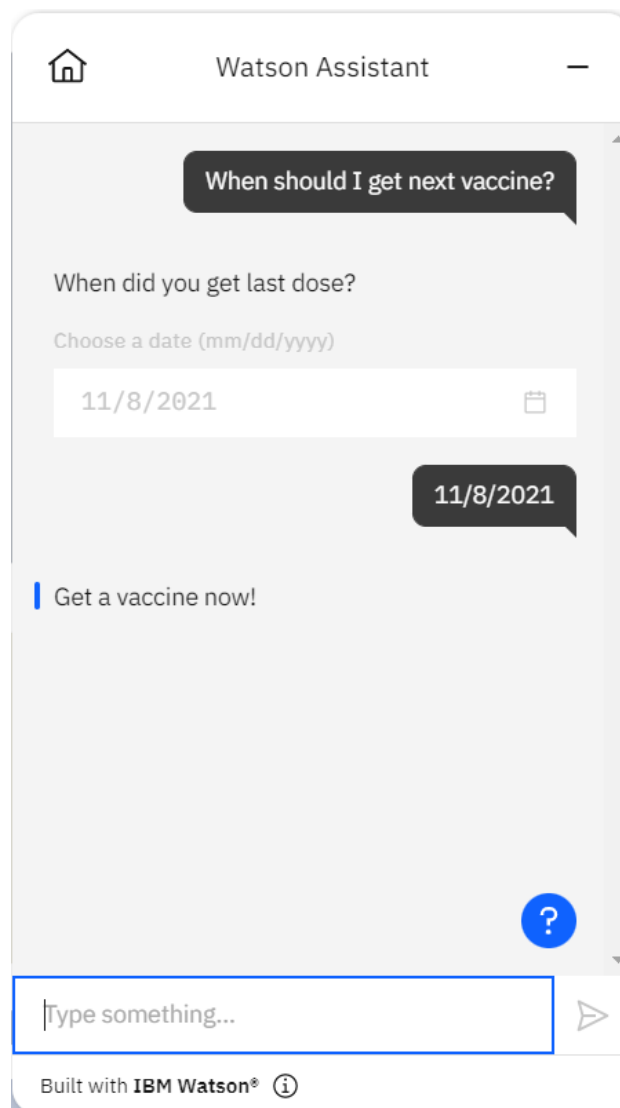 Watson Assistant
When should I get next vaccine?
When did you get last dose?
Choose a date (mm/dd/yyyy)
11/8/2021
11/8/2021
Get a vaccine now!
?
Type something...
Built with IBM Watson® i